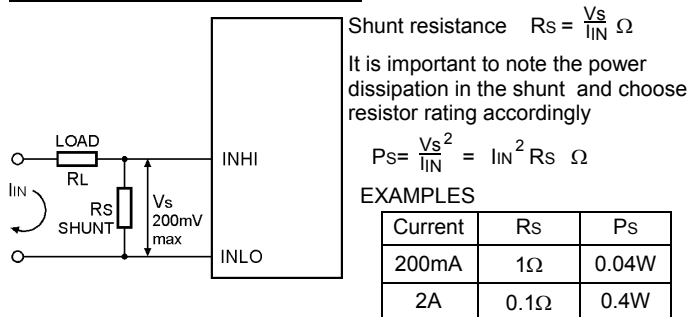 Shunt resistance Rs = Vs/IIN Ω
It is important to note the power
dissipation in the shunt and choose
resistor rating accordingly
Ps= Vs²/IIN = IIN² Rs Ω
EXAMPLES
Current Rs Ps
200mA 1Ω 0.04W
2A 0.1Ω 0.4W
LOAD
RL
IIN
RS
SHUNT
Vs
200mV
max
INHI
INLO